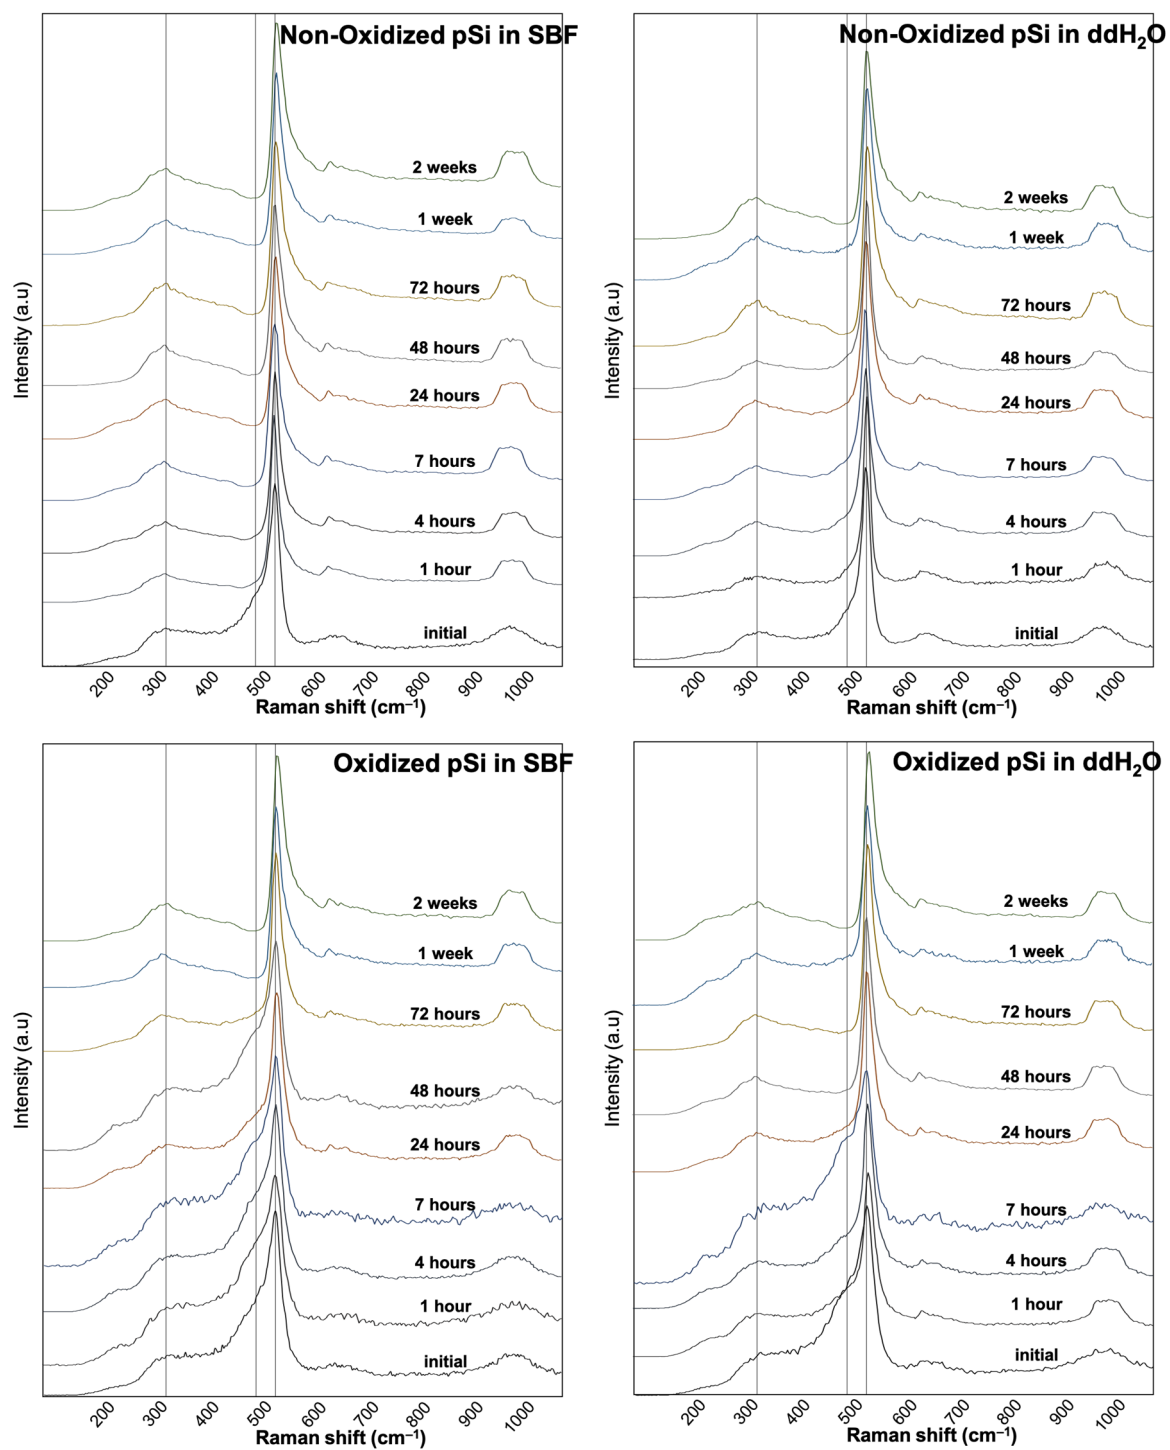 Non-Oxidized pSi in SBF
2 weeks
1 week
72 hours
48 hours
24 hours
7 hours
4 hours
1 hour
initial
Intensity (a.u)
200 300 400 500 600 700 800 900 1000
Raman shift (cm⁻¹)
Non-Oxidized pSi in ddH₂O
2 weeks
1 week
72 hours
48 hours
24 hours
7 hours
4 hours
1 hour
initial
Intensity (a.u)
200 300 400 500 600 700 800 900 1000
Raman shift (cm⁻¹)
Oxidized pSi in SBF
2 weeks
1 week
72 hours
48 hours
24 hours
7 hours
4 hours
1 hour
initial
Intensity (a.u)
200 300 400 500 600 700 800 900 1000
Raman shift (cm⁻¹)
Oxidized pSi in ddH₂O
2 weeks
1 week
72 hours
48 hours
24 hours
7 hours
4 hours
1 hour
initial
Intensity (a.u)
200 300 400 500 600 700 800 900 1000
Raman shift (cm⁻¹)